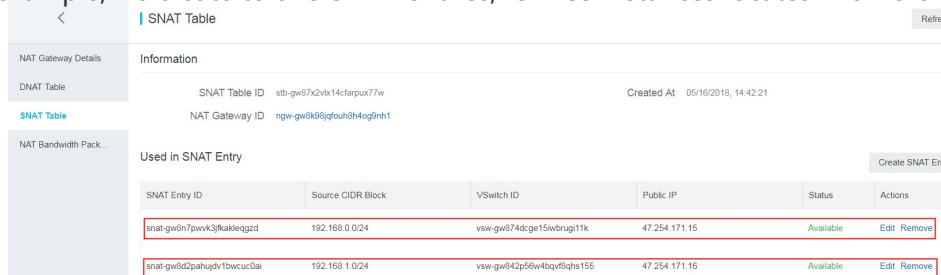 SNAT Table
Refre
NAT Gateway Details
DNAT Table
SNAT Table
NAT Bandwidth Pack...
Information
SNAT Table ID stb-gw87x2vlx14cfarpux77w
Created At 05/16/2018, 14:42:21
NAT Gateway ID ngw-gw8k98jqfouh8h4og9nh1
Used in SNAT Entry
Create SNAT En
SNAT Entry ID Source CIDR Block VSwitch ID Public IP Status Actions
snat-gw8n7pwvk3jfkakleqgzd 192.168.0.0/24 vsw-gw874dcge15iwbrugi11k 47.254.171.15 Available Edit Remove
snat-gw8d2pahujdv1bwcuc0ai 192.168.1.0/24 vsw-gw842p56w4bqvf8qhs155 47.254.171.16 Available Edit Remove